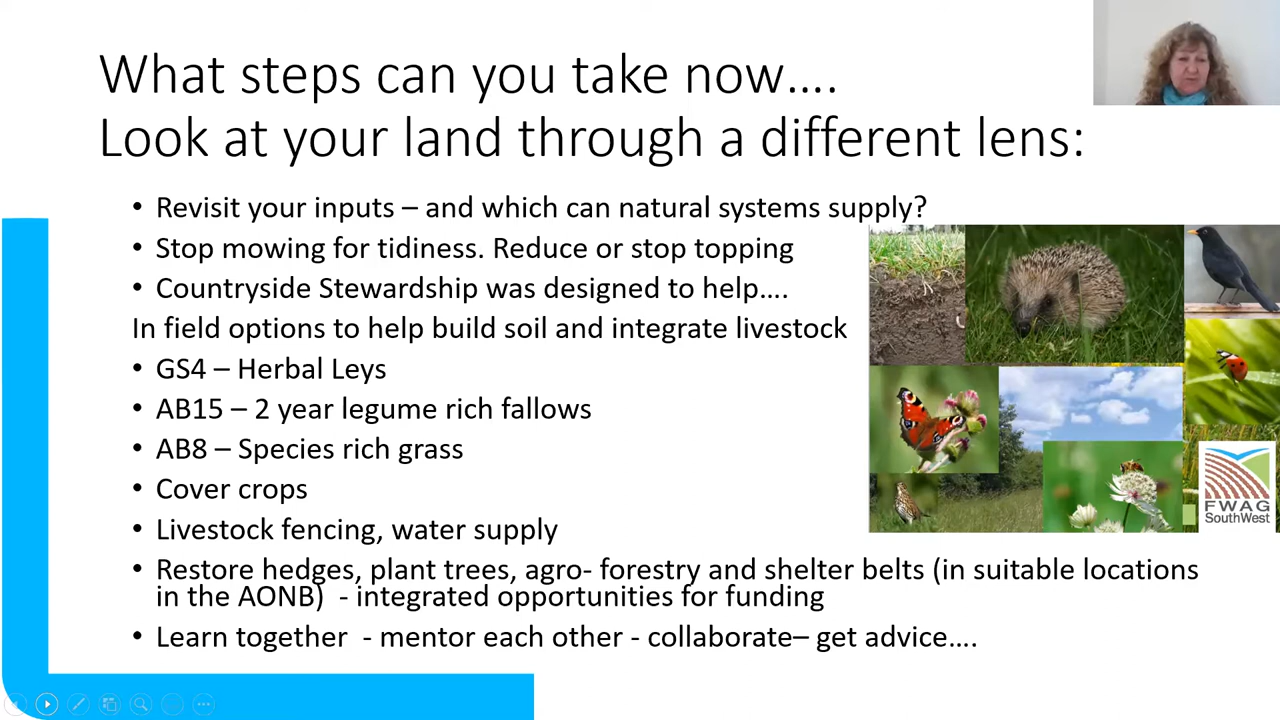 What steps can you take now….
Look at your land through a different lens:
• Revisit your inputs – and which can natural systems supply?
• Stop mowing for tidiness. Reduce or stop topping
• Countryside Stewardship was designed to help….
In field options to help build soil and integrate livestock
• GS4 – Herbal Leys
• AB15 – 2 year legume rich fallows
• AB8 – Species rich grass
• Cover crops
• Livestock fencing, water supply
• Restore hedges, plant trees, agro- forestry and shelter belts (in suitable locations
in the AONB)  - integrated opportunities for funding
• Learn together  - mentor each other - collaborate– get advice….
FWAG
SouthWest